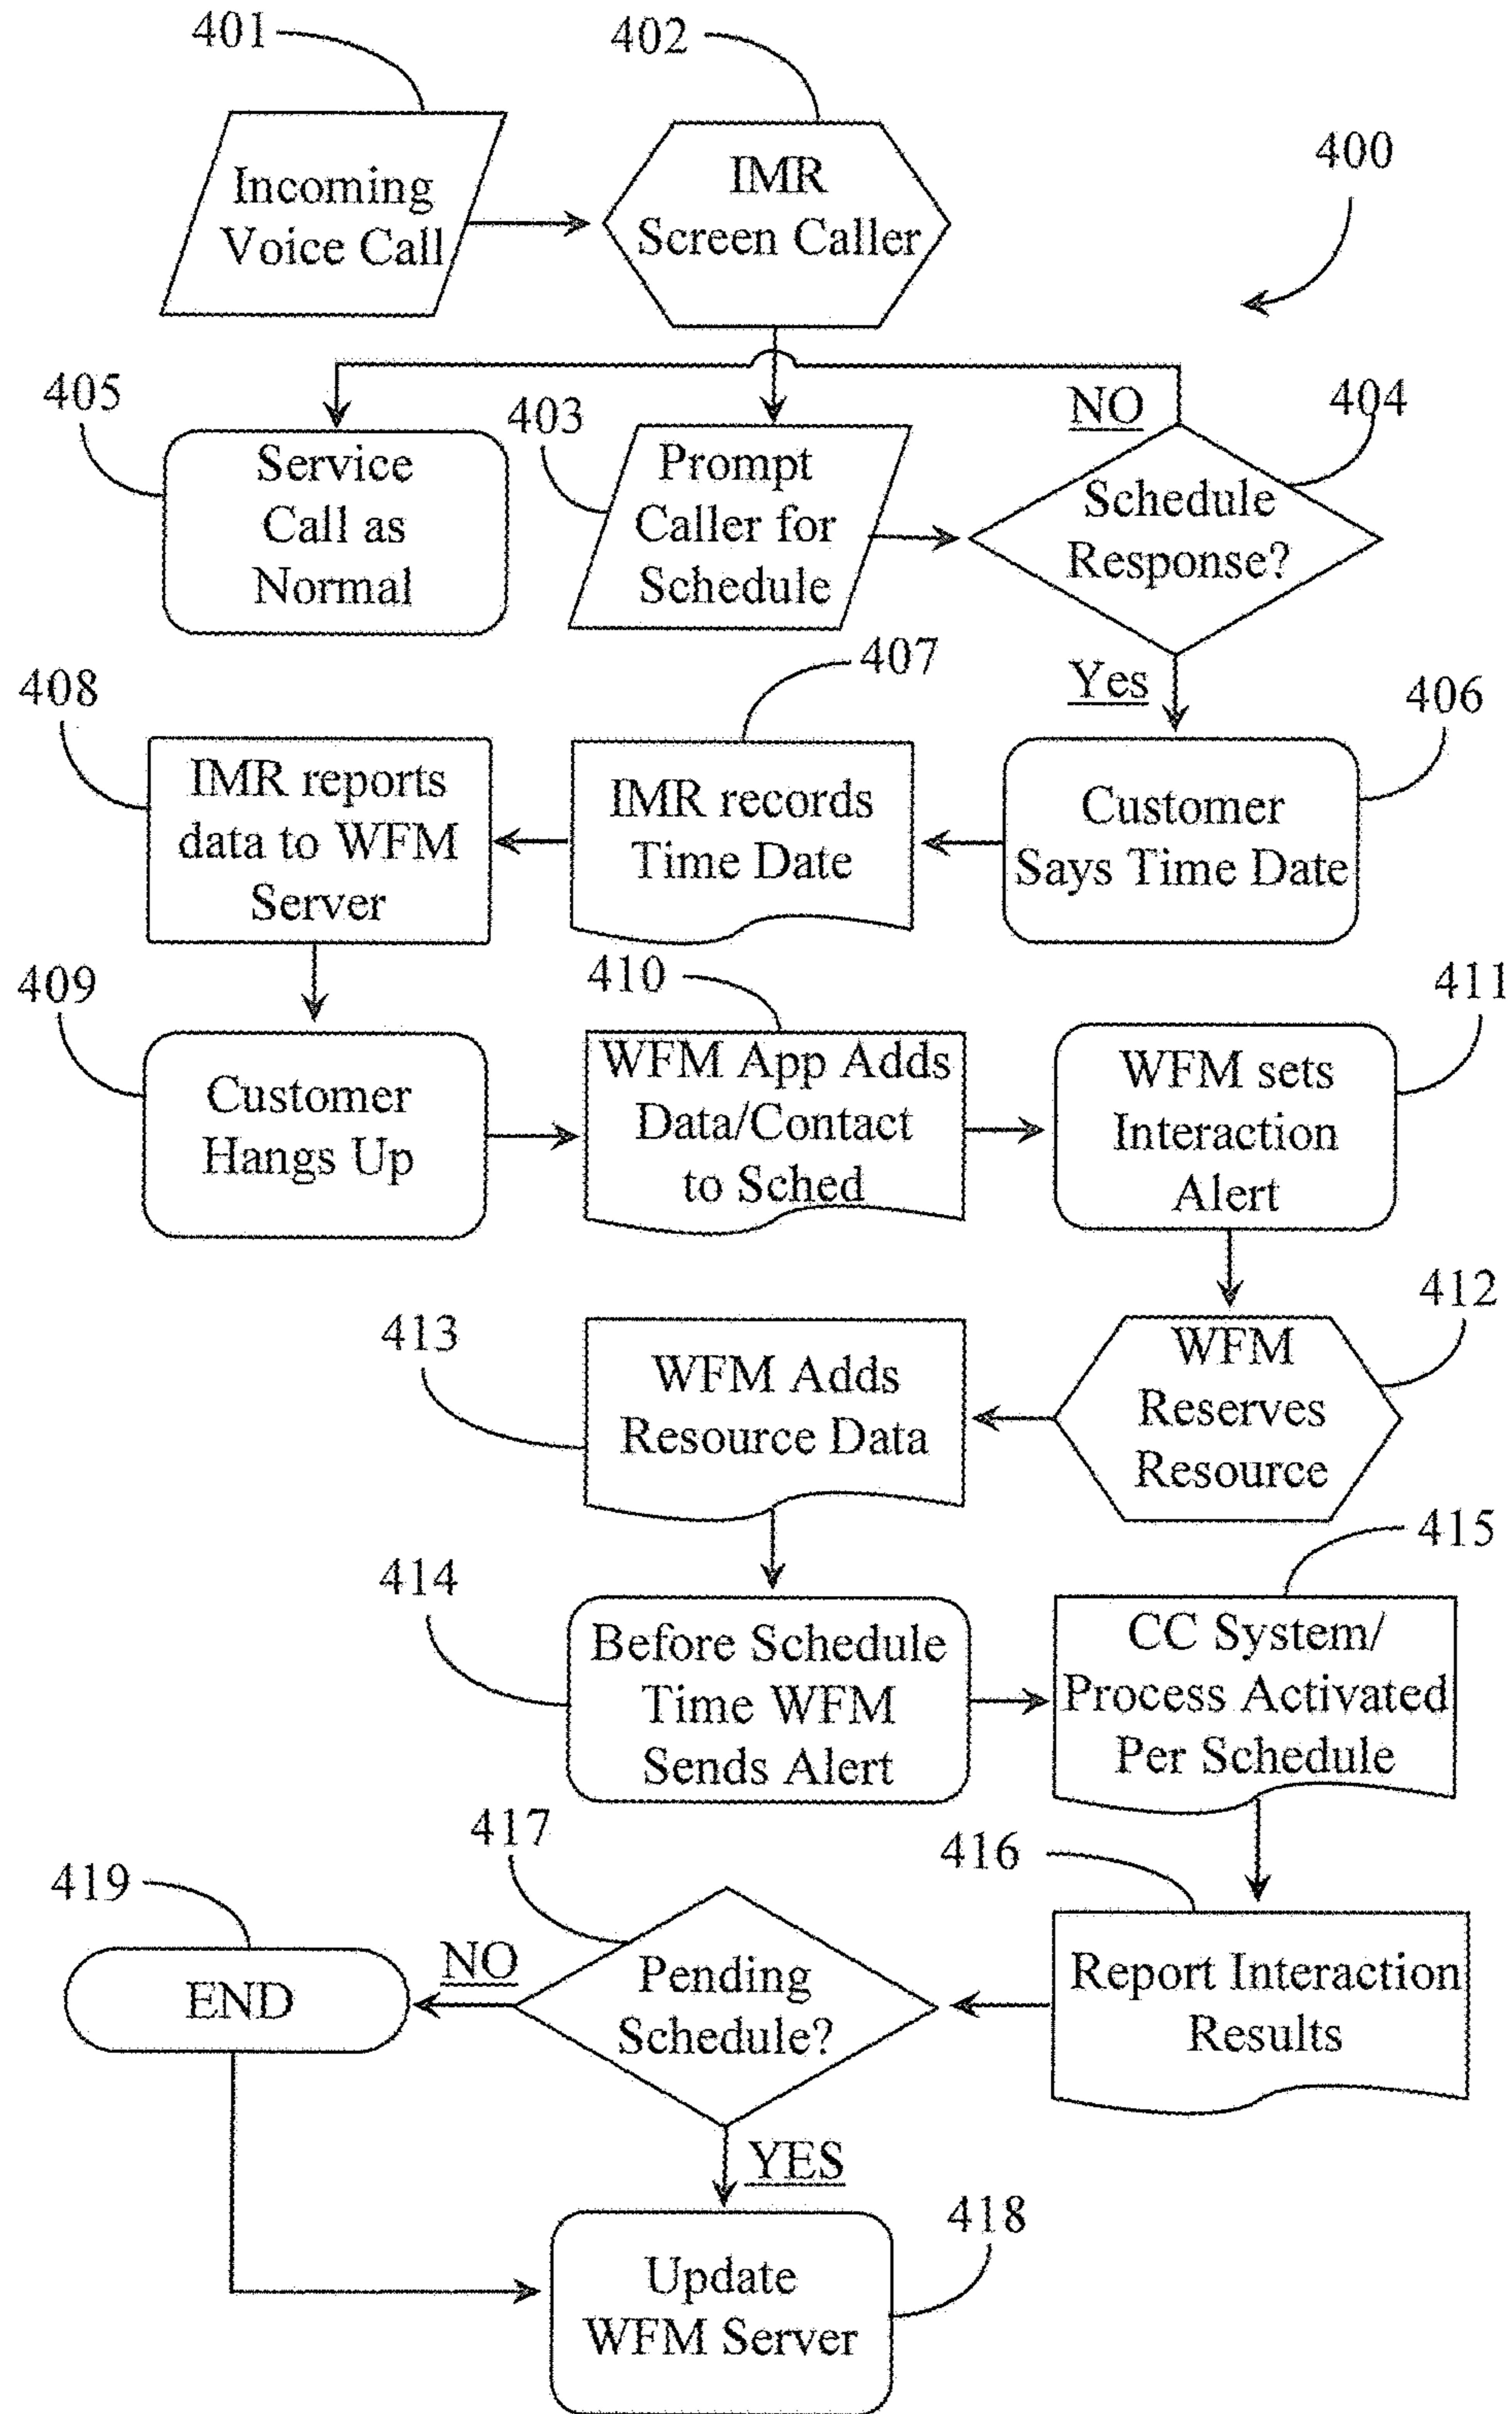 401
402
400
Incoming
Voice Call
IMR
Screen Caller
405
403
NO
404
Service
Call as
Normal
Prompt
Caller for
Schedule
Schedule
Response?
Yes
408
407
406
IMR reports
data to WFM
Server
IMR records
Time Date
Customer
Says Time Date
409
410
411
Customer
Hangs Up
WFM App Adds
Data/Contact
to Sched
WFM sets
Interaction
Alert
413
412
WFM Adds
Resource Data
WFM
Reserves
Resource
414
415
Before Schedule
Time WFM
Sends Alert
CC System/
Process Activated
Per Schedule
419
417
416
END
NO
Pending
Schedule?
Report Interaction
Results
YES
418
Update
WFM Server